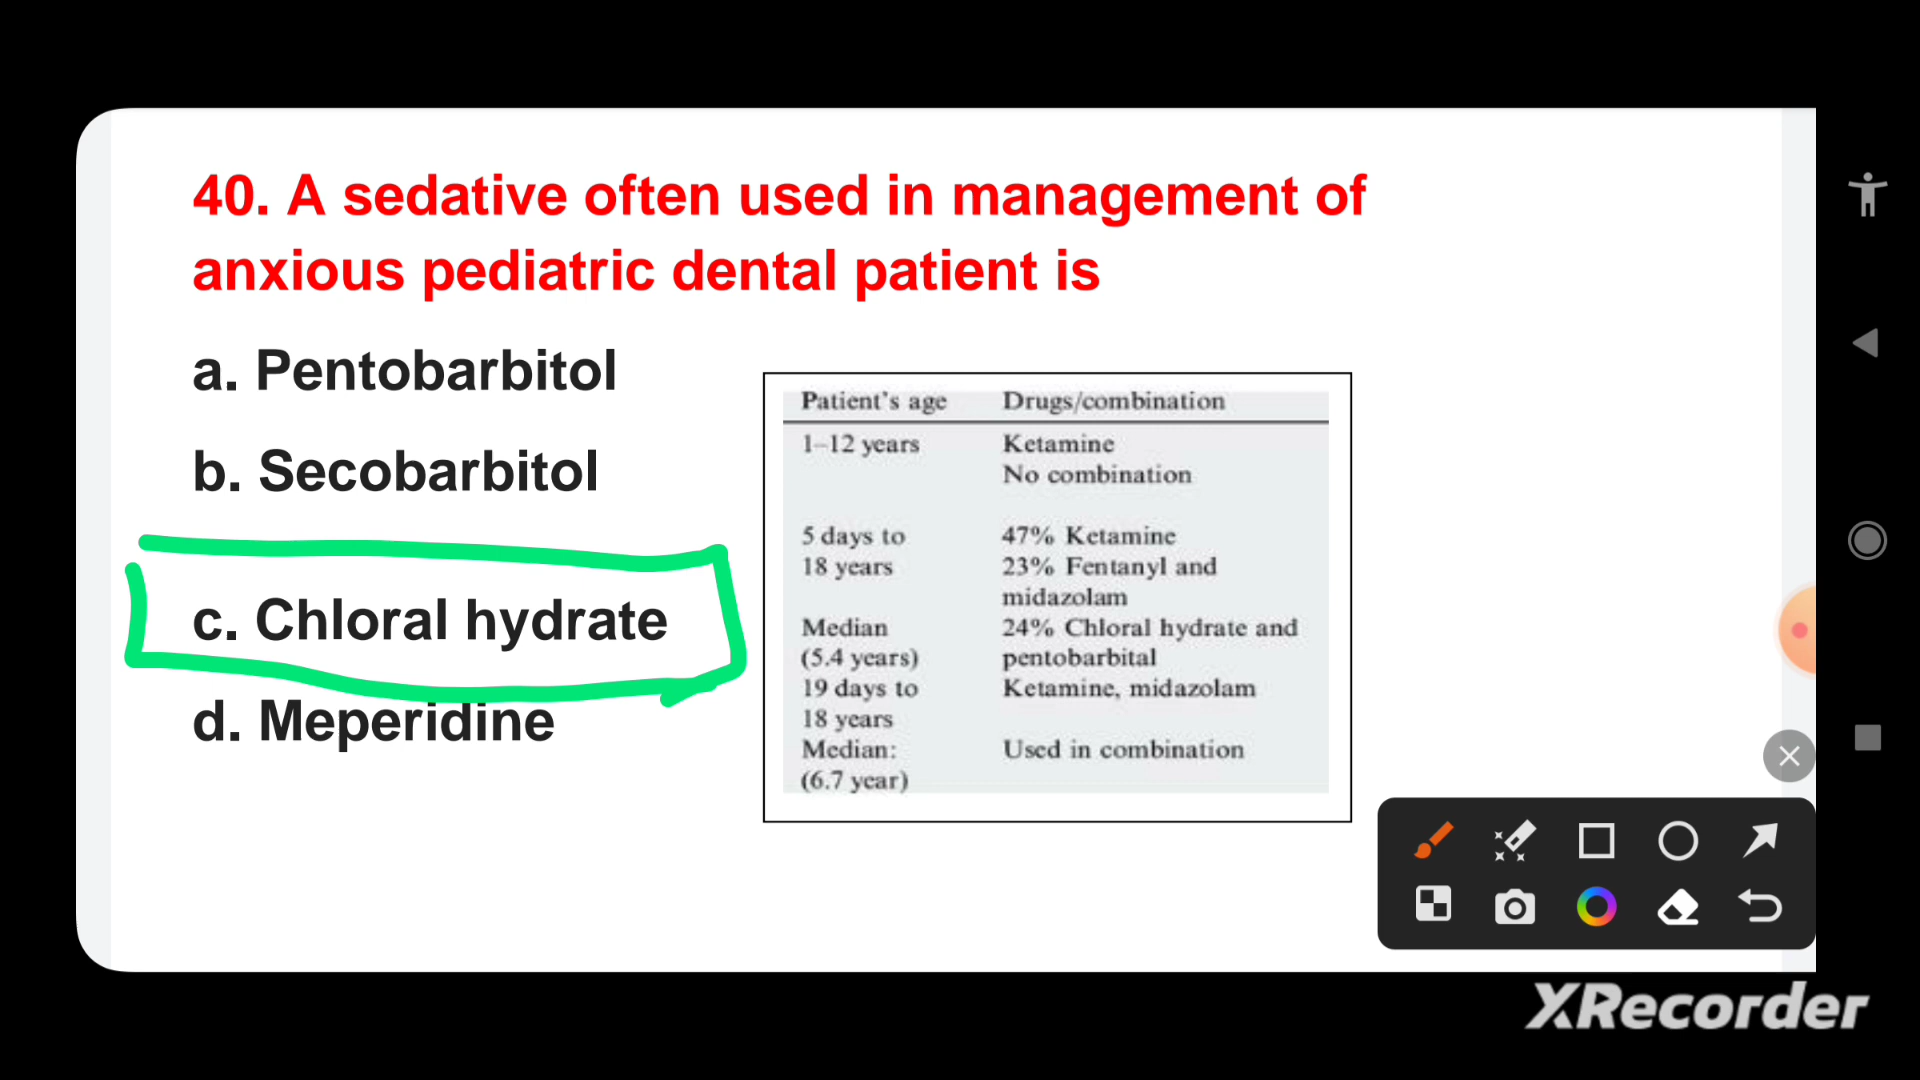 40. A sedative often used in management of
anxious pediatric dental patient is
a. Pentobarbitol
b. Secobarbitol
c. Chloral hydrate
d. Meperidine
Patient's age Drugs/combination
1–12 years Ketamine
No combination
5 days to 47% Ketamine
18 years 23% Fentanyl and
midazolam
Median 24% Chloral hydrate and
(5.4 years) pentobarbital
19 days to Ketamine, midazolam
18 years
Median: Used in combination
(6.7 year)
XRecorder